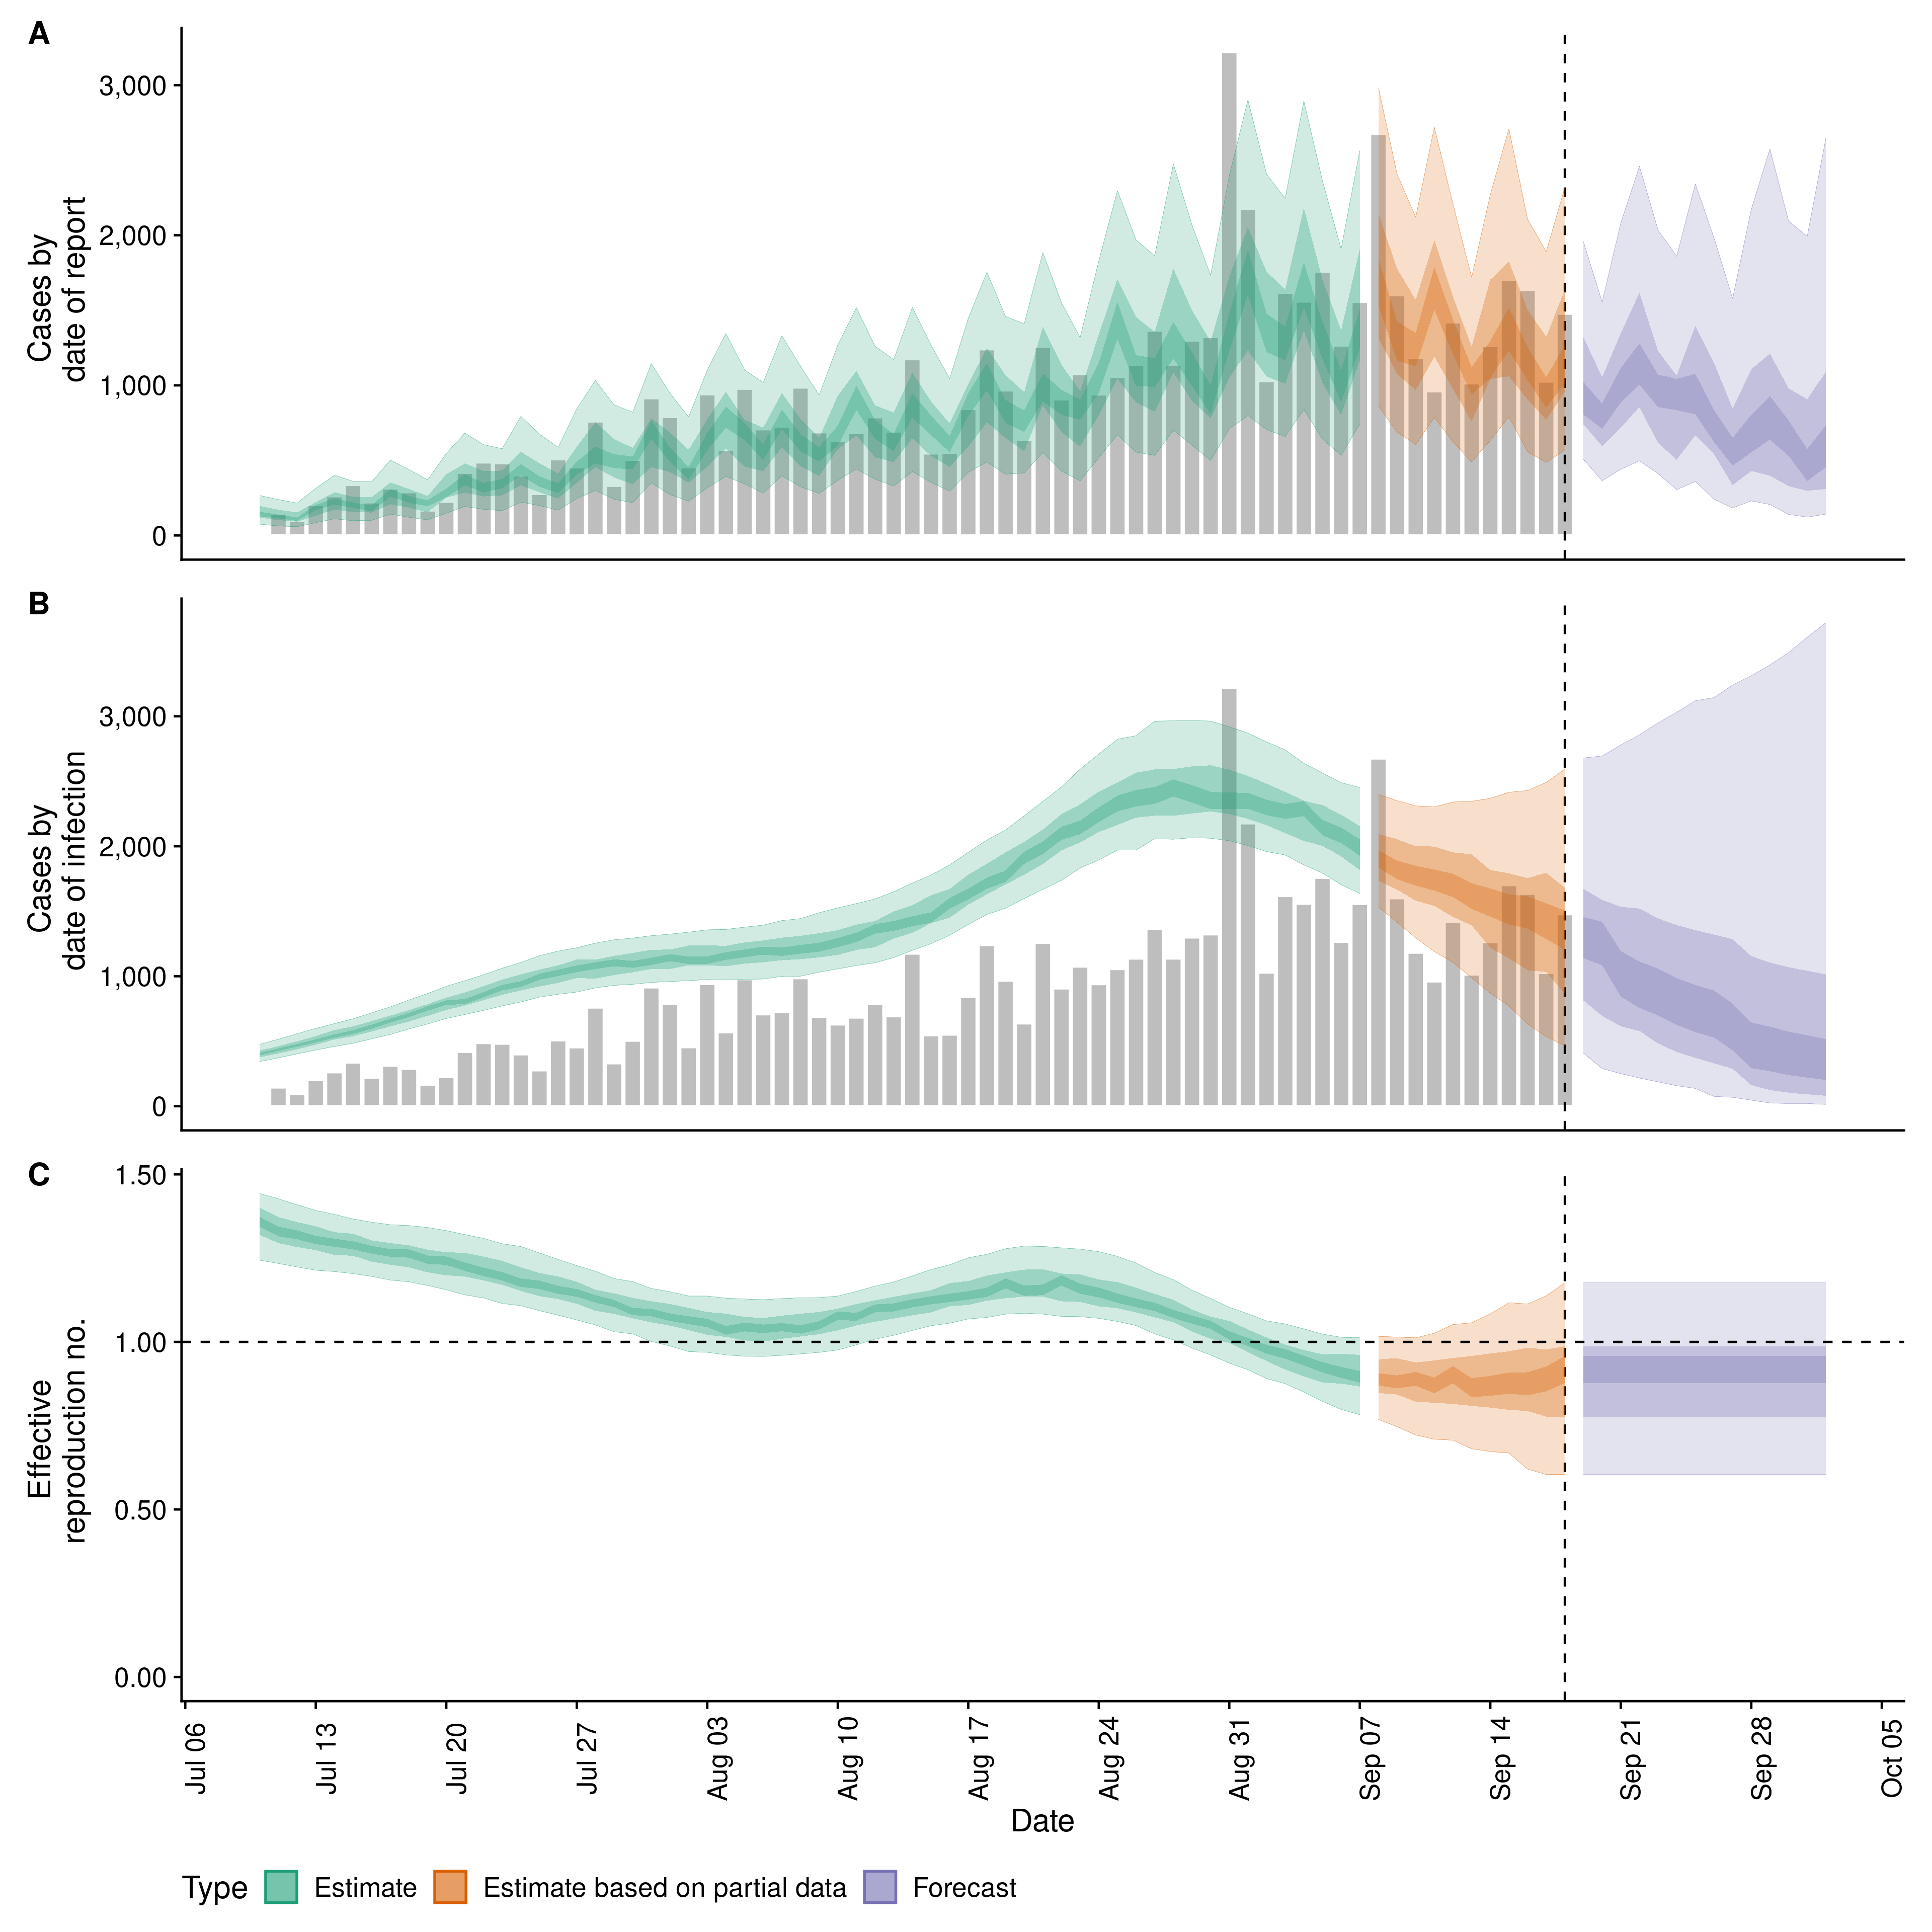 A
Cases by
date of report
3,000
2,000
1,000
0
B
Cases by
date of infection
3,000
2,000
1,000
0
C
Effective
reproduction no.
1.50
1.00
0.50
0.00
Jul 06
Jul 13
Jul 20
Jul 27
Aug 03
Aug 10
Aug 17
Aug 24
Aug 31
Sep 07
Sep 14
Sep 21
Sep 28
Oct 05
Date
Type Estimate Estimate based on partial data Forecast